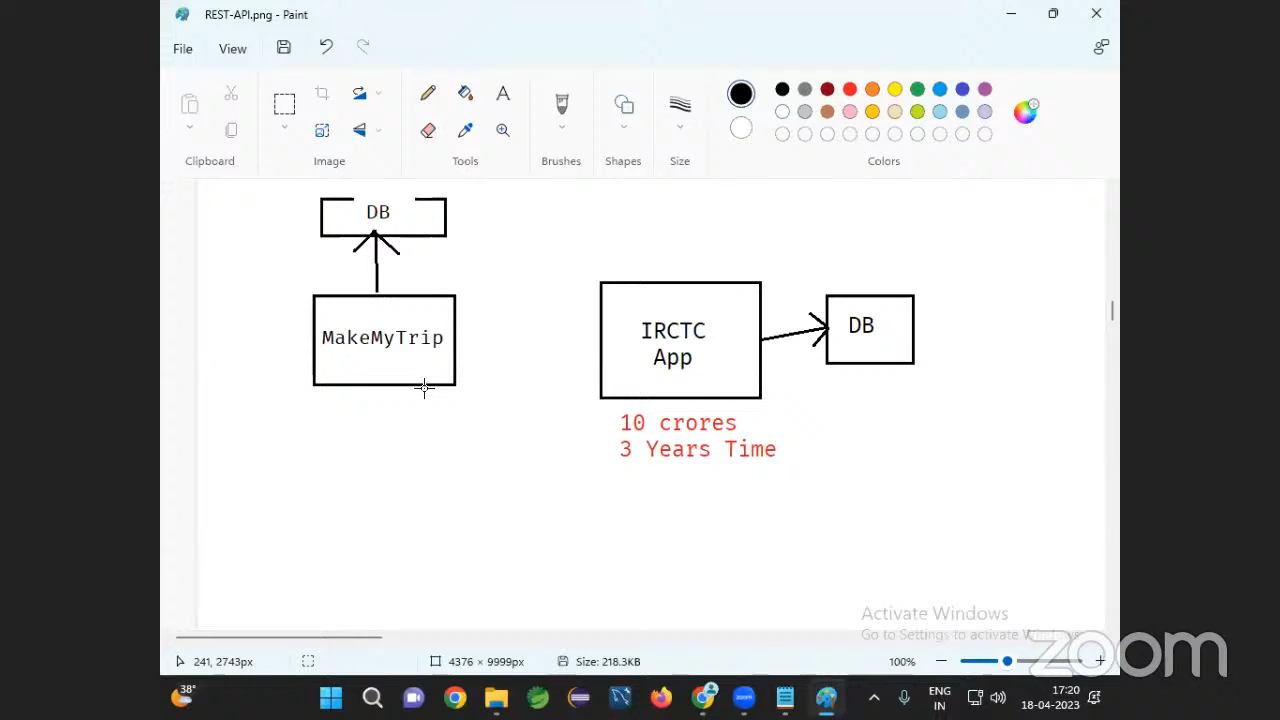 REST-API.png - Paint
File View
Clipboard Image Tools Brushes Shapes Size Colors
DB
MakeMyTrip
IRCTC
App
DB
10 crores
3 Years Time
Activate Windows
Go to Settings to activate Windows.
241, 2743px 4376 × 9999px Size: 218.3KB 100%
zoom
38°
zoom
ENG
IN
17:20
18-04-2023